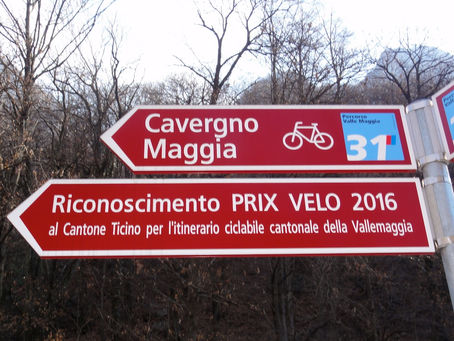 Cavergno
Maggia
Percorso
Valle Maggia
31
Riconoscimento PRIX VELO 2016
al Cantone Ticino per l'itinerario ciclabile cantonale della Vallemaggia